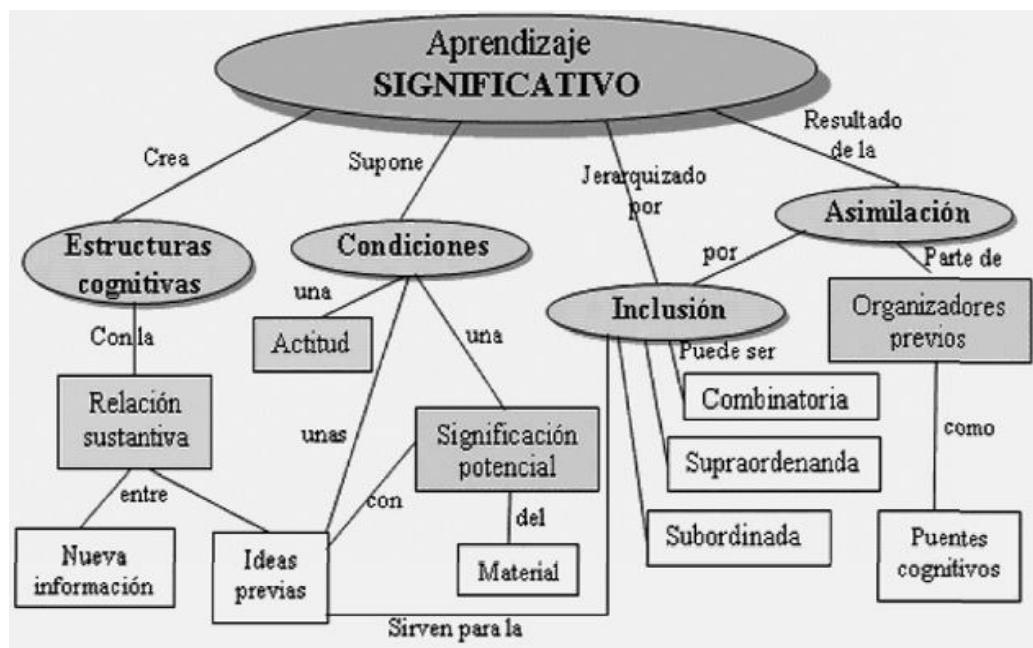 Aprendizaje
SIGNIFICATIVO
Crea
Supone
Jerarquizado
por
Resultado
de la
Estructuras
cognitivas
Condiciones
Asimilación
por
Parte de
Inclusión
Organizadores
previos
una
Actitud
una
Con la
Puede ser
Combinatoria
Relación
sustantiva
unas
Significación
potencial
como
Supraordenanda
con
entre
del
Subordinada
Nueva
información
Ideas
previas
Material
Puentes
cognitivos
Sirven para la